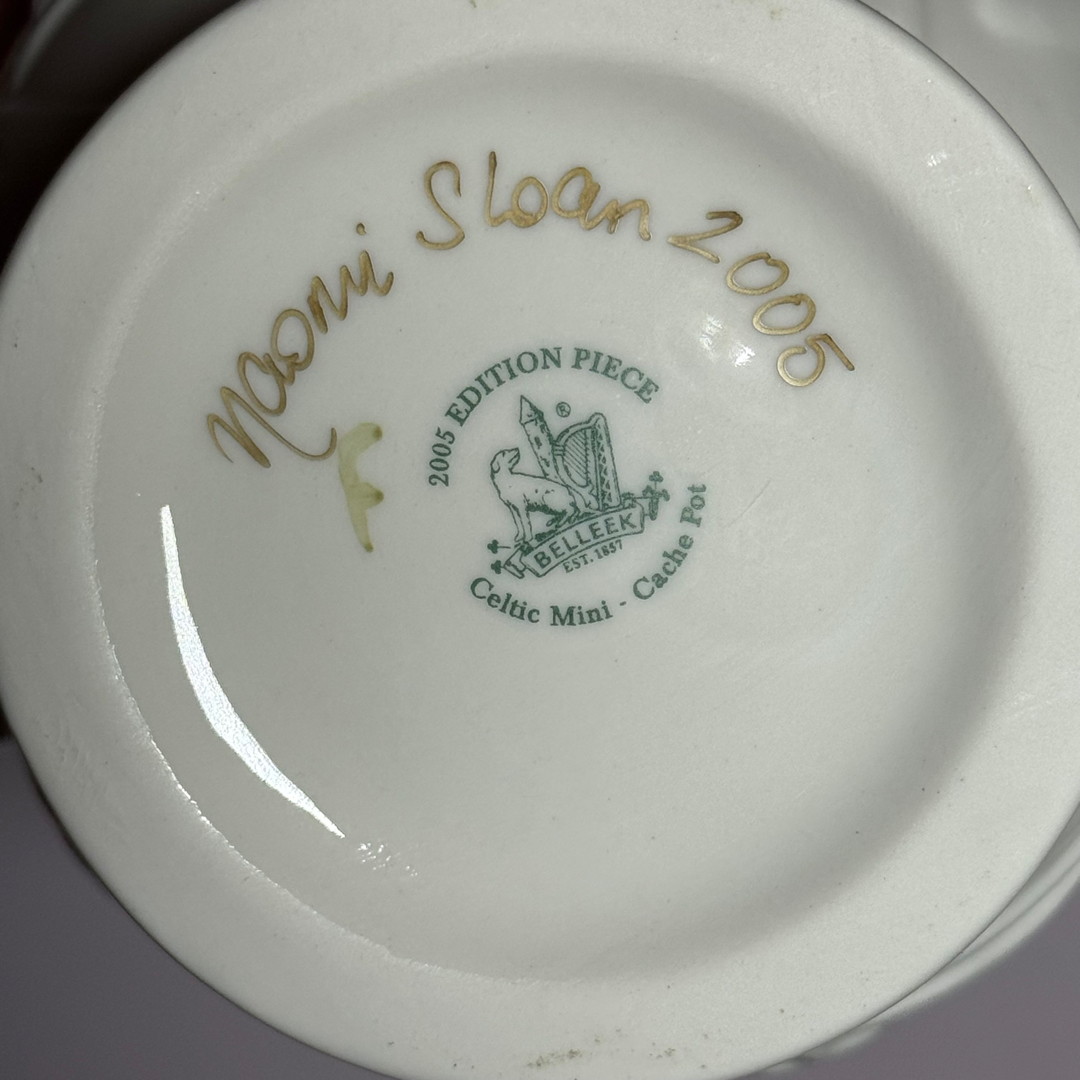 Naomi Sloan 2005
2005 EDITION PIECE
®
BELLEEK
EST. 1857
Celtic Mini - Cache Pot